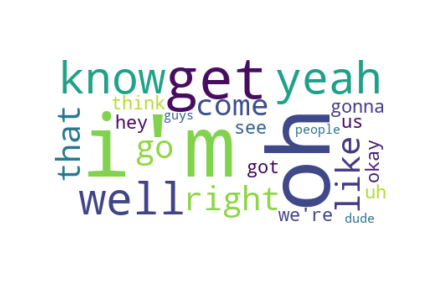 know
get
yeah
think
come
gonna
guys
hey
see
people
us
that
i'm
go
oh
like
okay
got
well
right
we're
uh
dude